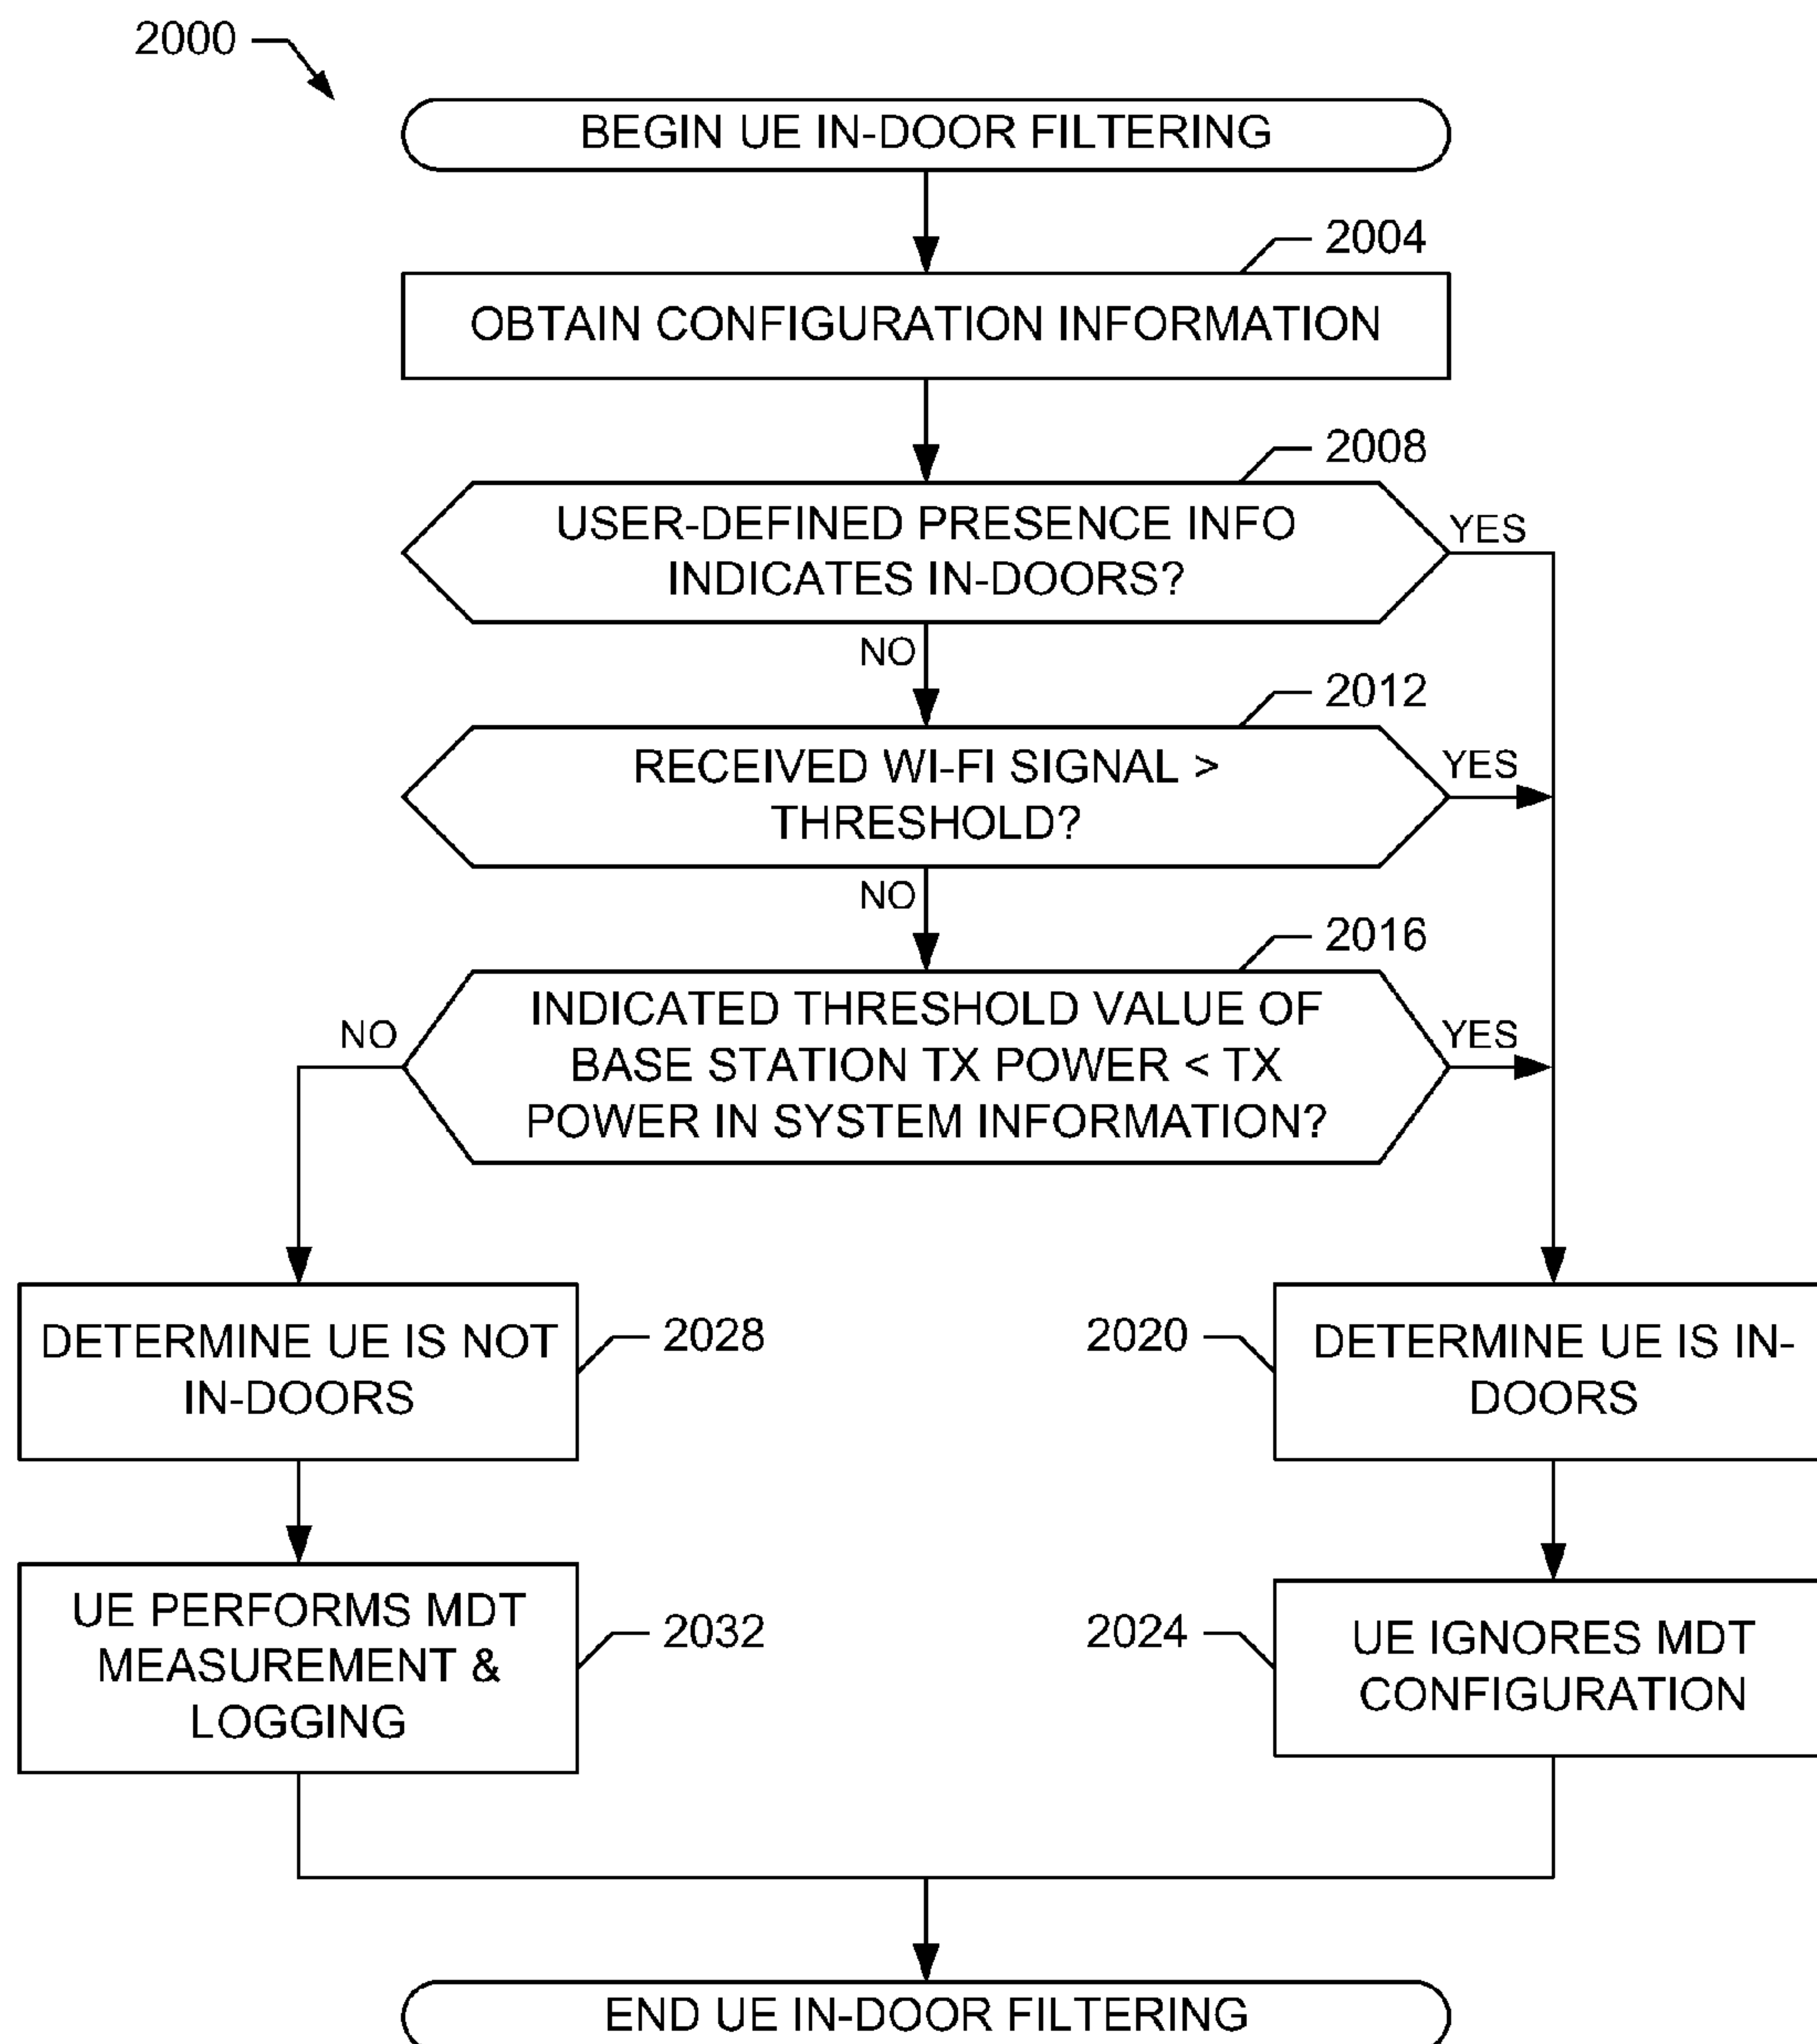 2000
BEGIN UE IN-DOOR FILTERING
2004
OBTAIN CONFIGURATION INFORMATION
2008
USER-DEFINED PRESENCE INFO
INDICATES IN-DOORS?
YES
NO
2012
RECEIVED WI-FI SIGNAL >
THRESHOLD?
YES
NO
2016
INDICATED THRESHOLD VALUE OF
BASE STATION TX POWER < TX
POWER IN SYSTEM INFORMATION?
NO
YES
DETERMINE UE IS NOT
IN-DOORS
2028
2020
DETERMINE UE IS IN-
DOORS
UE PERFORMS MDT
MEASUREMENT &
LOGGING
2032
2024
UE IGNORES MDT
CONFIGURATION
END UE IN-DOOR FILTERING